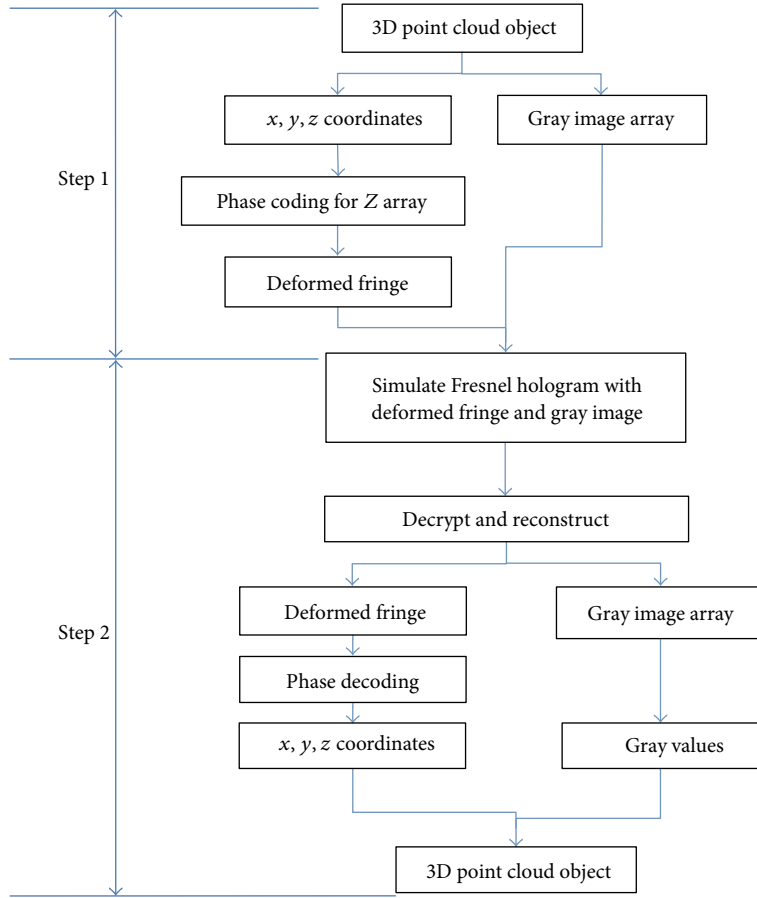 3D point cloud object
x, y, z coordinates
Gray image array
Step 1
Phase coding for Z array
Deformed fringe
Simulate Fresnel hologram with
deformed fringe and gray image
Decrypt and reconstruct
Deformed fringe
Gray image array
Step 2
Phase decoding
x, y, z coordinates
Gray values
3D point cloud object